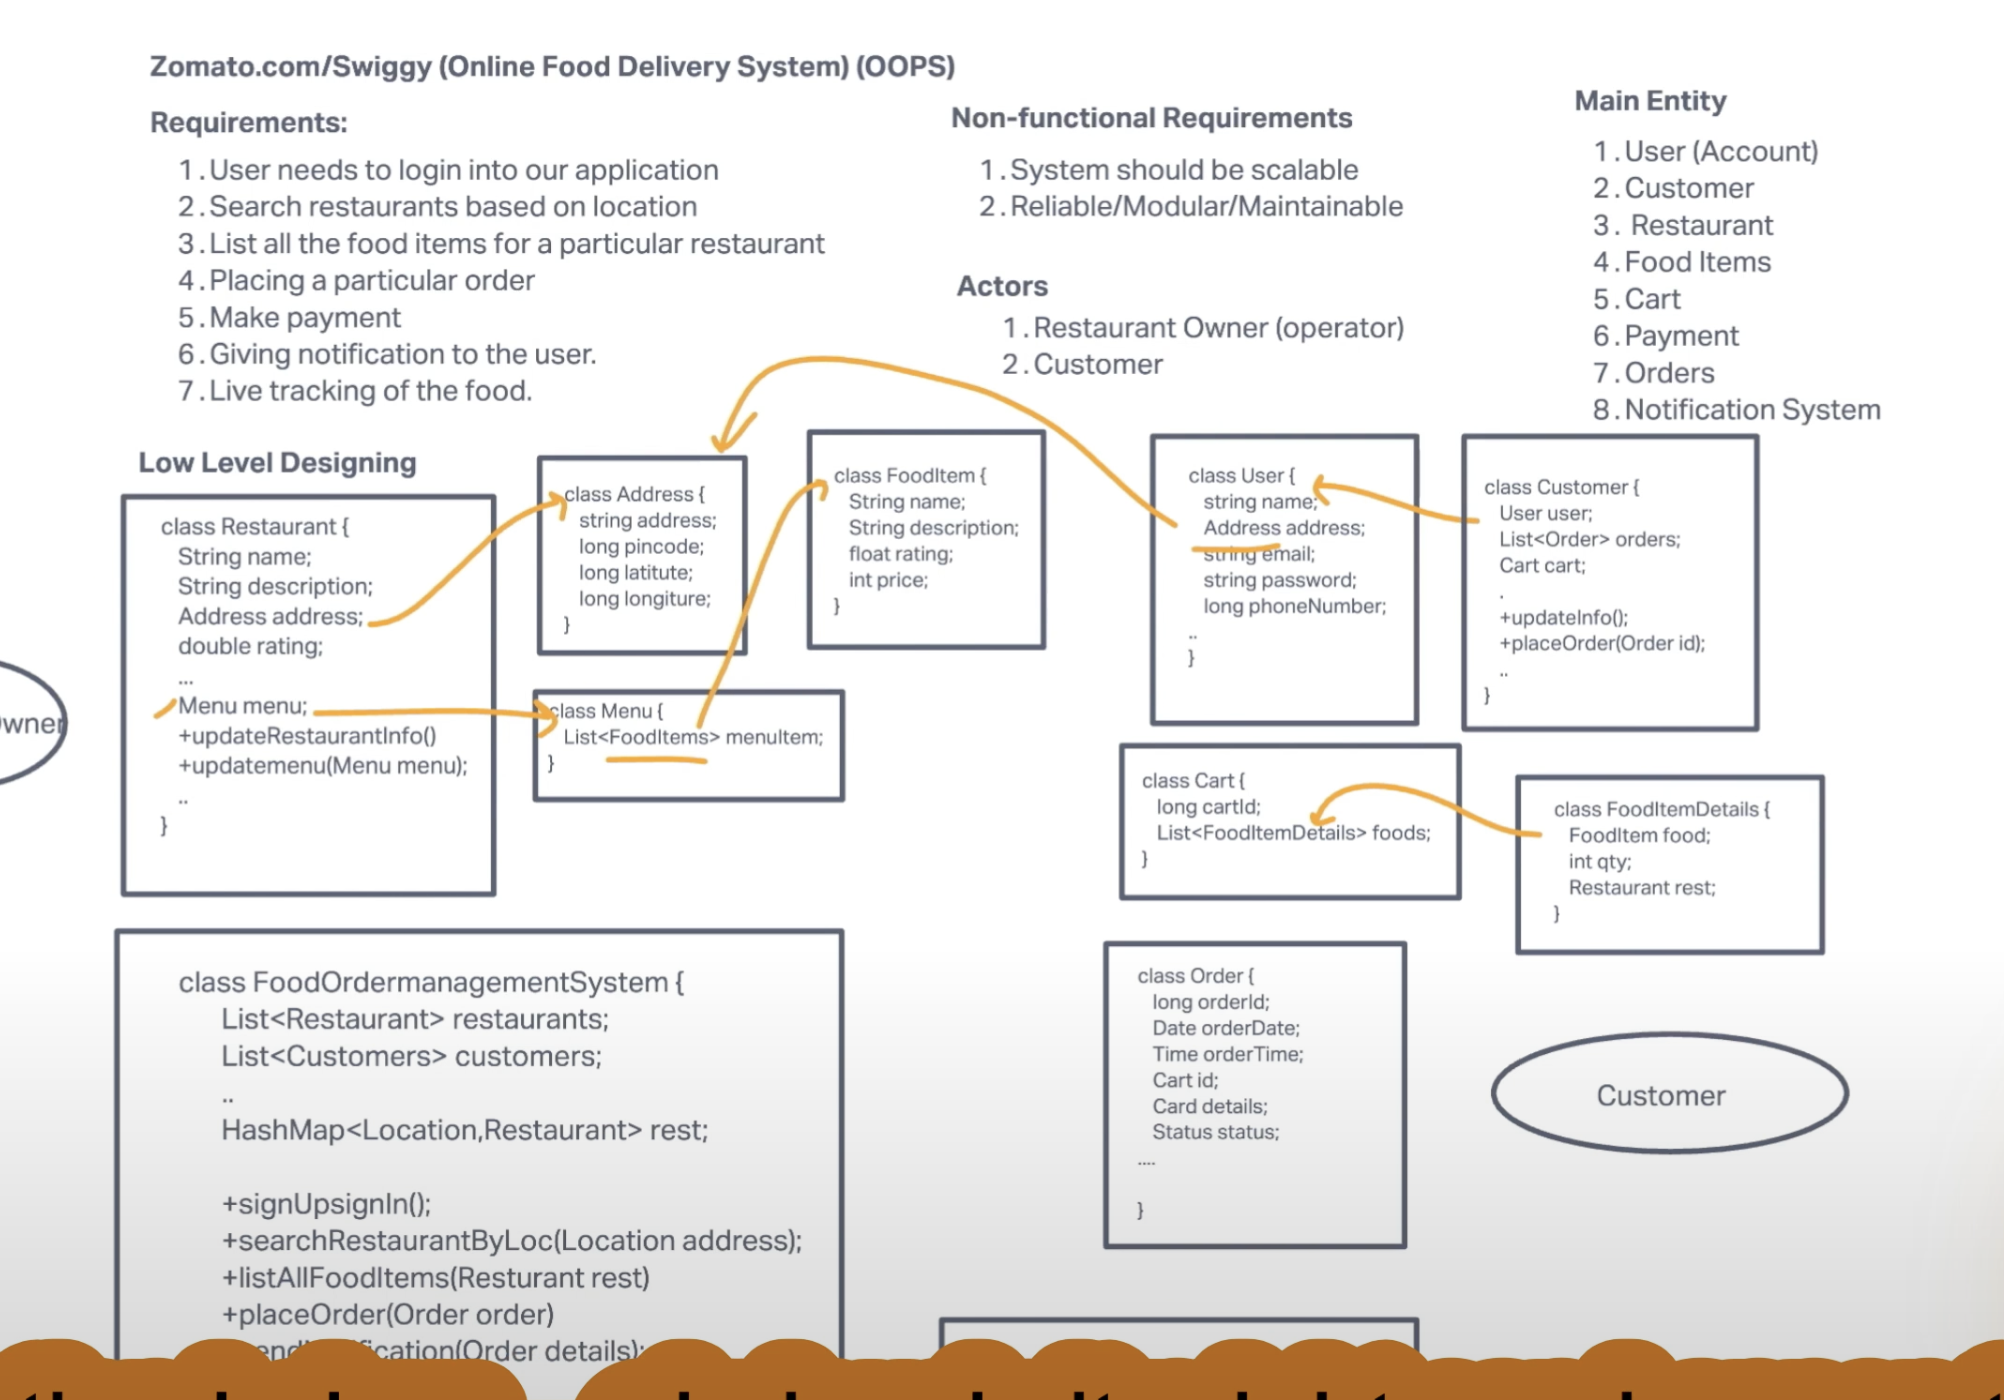 Zomato.com/Swiggy (Online Food Delivery System) (OOPS)
Requirements:
1. User needs to login into our application
2. Search restaurants based on location
3. List all the food items for a particular restaurant
4. Placing a particular order
5. Make payment
6. Giving notification to the user.
7. Live tracking of the food.
Non-functional Requirements
1. System should be scalable
2. Reliable/Modular/Maintainable
Actors
1. Restaurant Owner (operator)
2. Customer
Main Entity
1. User (Account)
2. Customer
3. Restaurant
4. Food Items
5. Cart
6. Payment
7. Orders
8. Notification System
Low Level Designing
class Restaurant {
String name;
String description;
Address address;
double rating;
...
Menu menu;
+updateRestaurantInfo()
+updatemenu(Menu menu);
..
}
class Address {
string address;
long pincode;
long latitute;
long longiture;
}
class FoodItem {
String name;
String description;
float rating;
int price;
}
class Menu {
List<FoodItems> menuItem;
}
class User {
string name;
Address address;
string email;
string password;
long phoneNumber;
..
}
class Customer {
User user;
List<Order> orders;
Cart cart;
.
+updateInfo();
+placeOrder(Order id);
..
}
class Cart {
long cartId;
List<FoodItemDetails> foods;
}
class FoodItemDetails {
FoodItem food;
int qty;
Restaurant rest;
}
class FoodOrdermanagementSystem {
List<Restaurant> restaurants;
List<Customers> customers;
..
HashMap<Location,Restaurant> rest;
+signUpsignIn();
+searchRestaurantByLoc(Location address);
+listAllFoodItems(Resturant rest)
+placeOrder(Order order)
(Order details);
class Order {
long orderId;
Date orderDate;
Time orderTime;
Cart id;
Card details;
Status status;
....
}
Customer